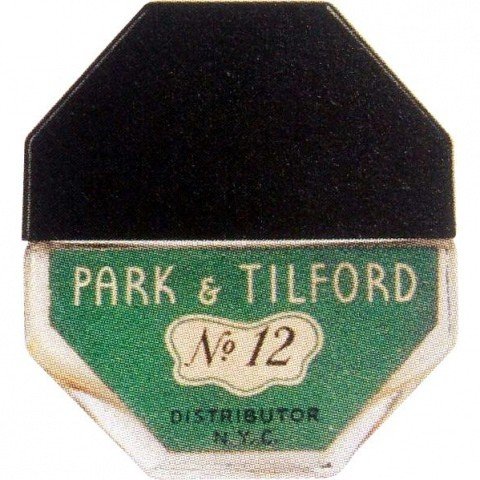 PARK & TILFORD
Nº 12
DISTRIBUTOR
N.Y.C.